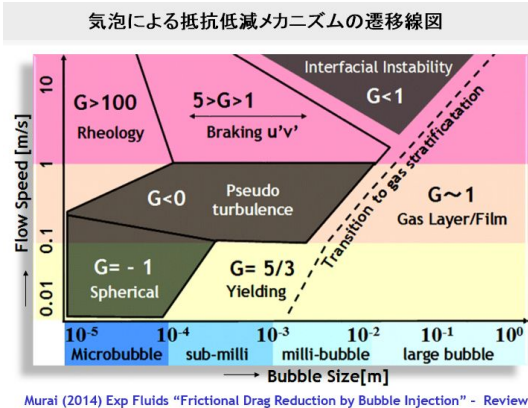 気泡による抵抗低減メカニズムの遷移線図
Interfacial Instability
G<1
G>100
Rheology
5>G>1
Braking u'v'
G<0
Pseudo
turbulence
Transition to gas stratificatation
G～1
Gas Layer/Film
G= - 1
Spherical
G= 5/3
Yielding
Flow Speed [m/s]
10
1
0.1
0.01
10-5
10-4
10-3
10-2
10-1
100
Microbubble
sub-milli
milli-bubble
large bubble
Bubble Size[m]
Murai (2014) Exp Fluids “Frictional Drag Reduction by Bubble Injection” - Review